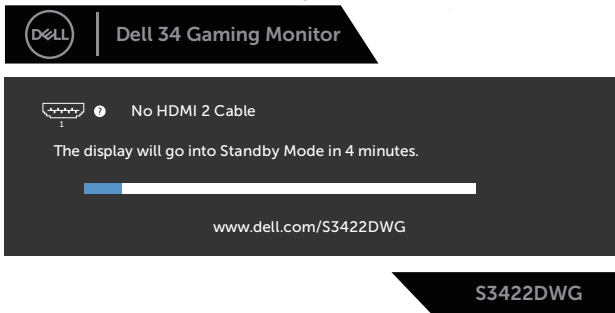 DELL
Dell 34 Gaming Monitor
1
? No HDMI 2 Cable
The display will go into Standby Mode in 4 minutes.
www.dell.com/S3422DWG
S3422DWG